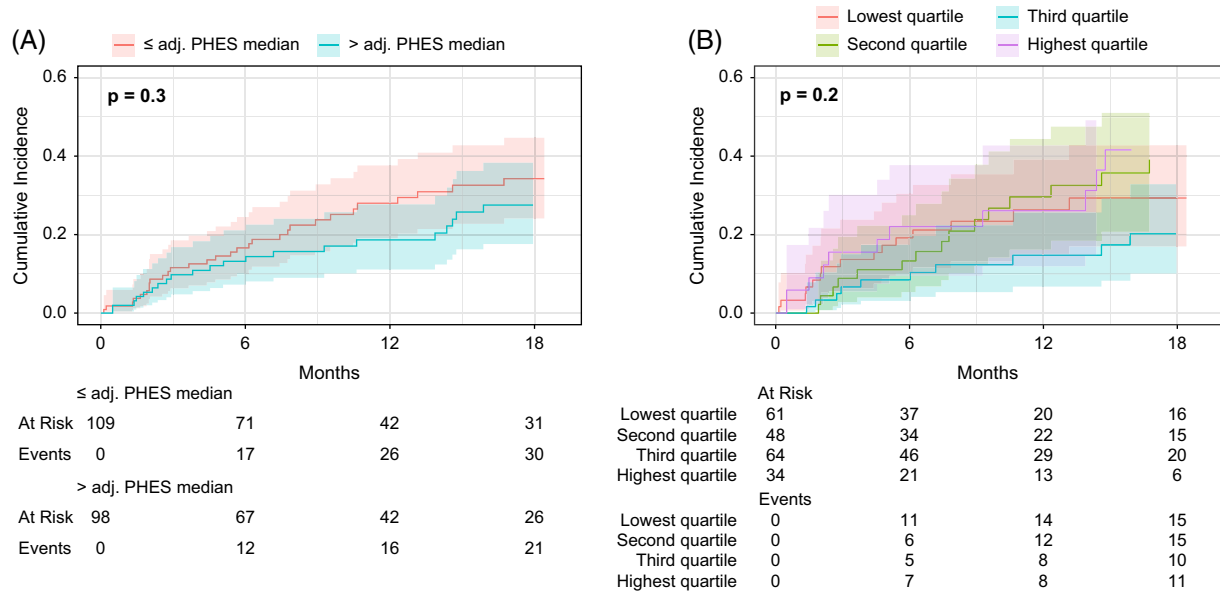 (A)
≤ adj. PHES median > adj. PHES median
p = 0.3
Cumulative Incidence
0.6
0.4
0.2
0.0
0 6 12 18
Months
≤ adj. PHES median
At Risk 109 71 42 31
Events 0 17 26 30
> adj. PHES median
At Risk 98 67 42 26
Events 0 12 16 21
(B)
Lowest quartile Third quartile
Second quartile Highest quartile
p = 0.2
Cumulative Incidence
0.6
0.4
0.2
0.0
0 6 12 18
Months
At Risk
Lowest quartile 61 37 20 16
Second quartile 48 34 22 15
Third quartile 64 46 29 20
Highest quartile 34 21 13 6
Events
Lowest quartile 0 11 14 15
Second quartile 0 6 12 15
Third quartile 0 5 8 10
Highest quartile 0 7 8 11